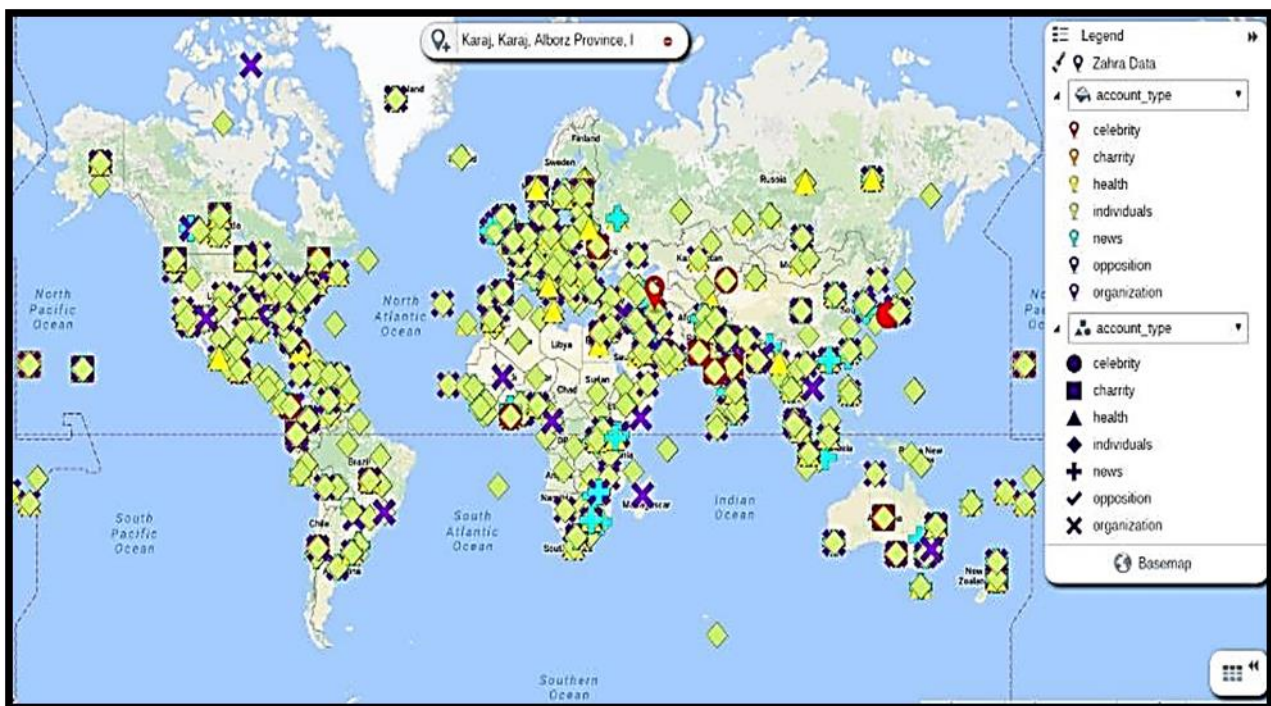 Karaj, Karaj, Alborz Province, I
Legend
Zahra Data
account_type
celebrity
charrity
health
individuals
news
opposition
organization
account_type
celebrity
charrity
health
individuals
news
opposition
organization
Basemap
Finland
Sweden
Russia
North
Pacific
Ocean
North
Atlantic
Ocean
Libya
Chad
Sudan
Brazil
South
Pacific
Ocean
Chile
South
Atlantic
Ocean
Indian
Ocean
New
Southern
Ocean